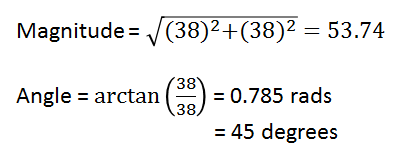 Magnitude = √(38)²+(38)² = 53.74
Angle = arctan (38/38) = 0.785 rads
= 45 degrees